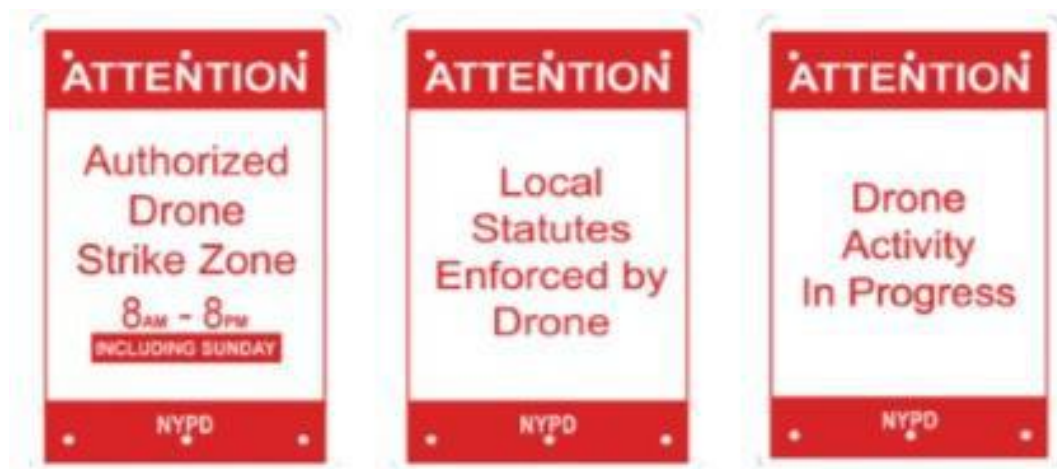 ATTENTION
Authorized
Drone
Strike Zone
8AM - 8PM
INCLUDING SUNDAY
NYPD
ATTENTION
Local
Statutes
Enforced by
Drone
NYPD
ATTENTION
Drone
Activity
In Progress
NYPD